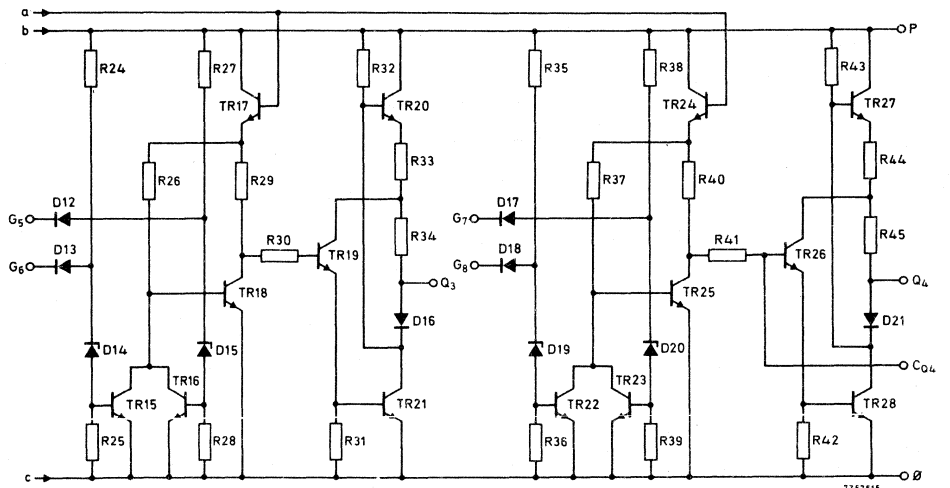 a
b
P
R24
R27
R32
R35
R38
R43
TR17
TR20
TR24
TR27
R26
R29
R33
R37
R40
R44
D12
G5
D13
G6
R30
TR19
R34
D17
G7
D18
G8
R41
TR26
R45
TR18
Q3
TR25
Q4
D14
D15
D16
D19
D20
D21
TR16
TR23
CQ4
TR15
TR21
TR22
TR28
R25
R28
R31
R36
R39
R42
c
Ø
7Z57515